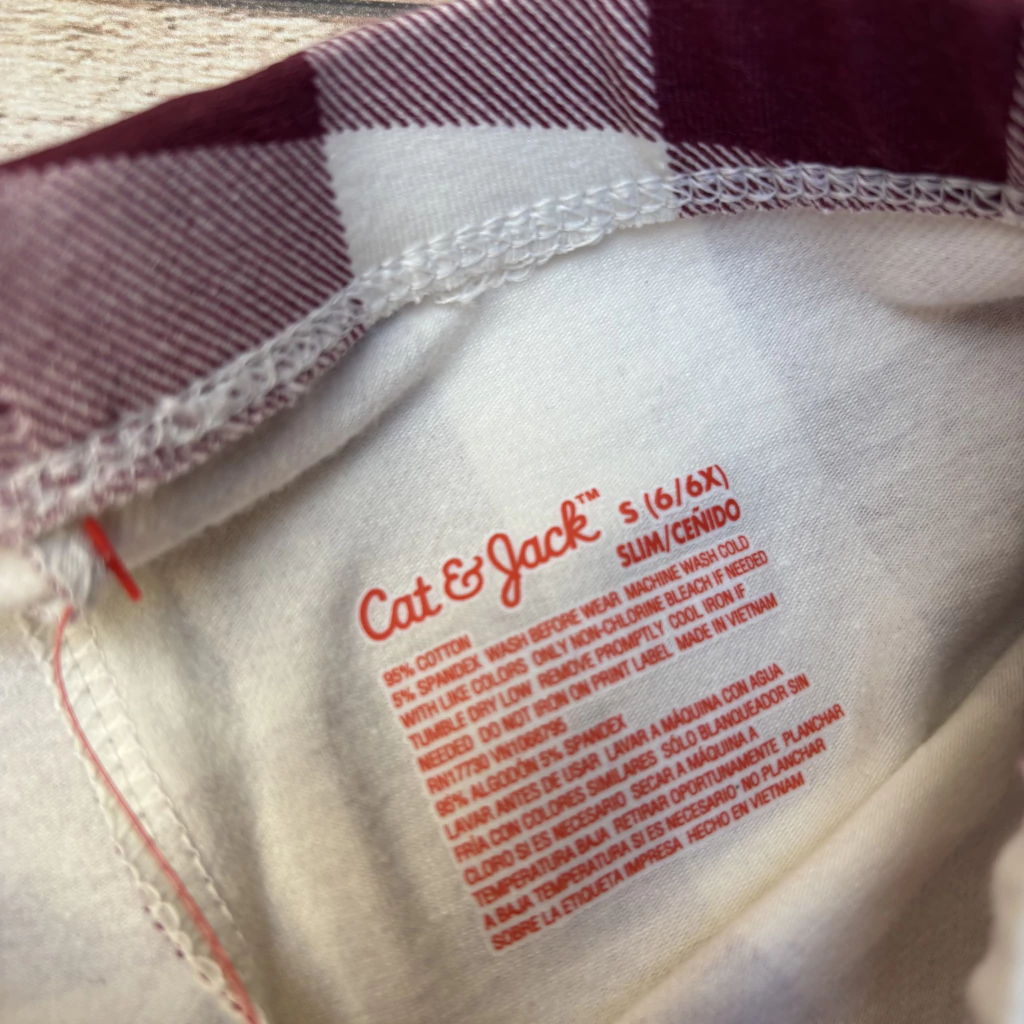 Cat & Jack™ S (6/6X)
SLIM/CEÑIDO
95% COTTON
5% SPANDEX WASH BEFORE WEAR MACHINE WASH COLD
WITH LIKE COLORS ONLY NON-CHLORINE BLEACH IF NEEDED
TUMBLE DRY LOW REMOVE PROMPTLY COOL IRON IF
NEEDED DO NOT IRON ON PRINT LABEL MADE IN VIETNAM
RN17730 VN1098795
95% ALGODÓN 5% SPANDEX
LAVAR ANTES DE USAR LAVAR A MÁQUINA CON AGUA
FRÍA CON COLORES SIMILARES SÓLO BLANQUEADOR SIN
CLORO SI ES NECESARIO SECAR A MÁQUINA A
TEMPERATURA BAJA RETIRAR OPORTUNAMENTE PLANCHAR
A BAJA TEMPERATURA SI ES NECESARIO NO PLANCHAR
SOBRE LA ETIQUETA IMPRESA HECHO EN VIETNAM